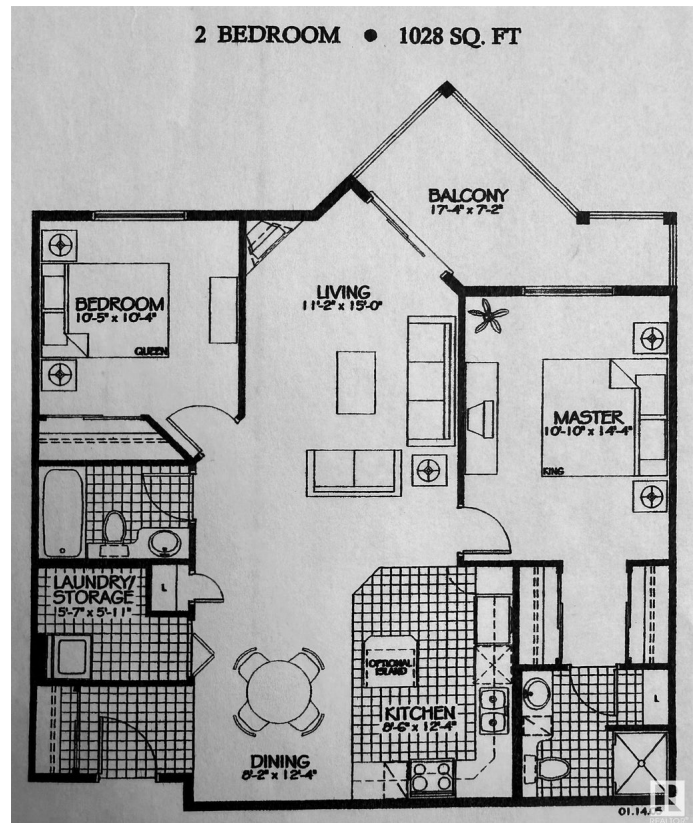 2 BEDROOM • 1028 SQ. FT
BALCONY
17'-4" x 7'-2"
LIVING
11'-2" x 15'-0"
BEDROOM
10'-5" x 10'-4"
QUEEN
MASTER
10'-10" x 14'-4"
KING
LAUNDRY/
STORAGE
5'-7" x 5'-11"
L
OPTIONAL
ISLAND
KITCHEN
8'-6" x 12'-4"
L
DINING
8'-2" x 12'-4"
R
REALTOR®